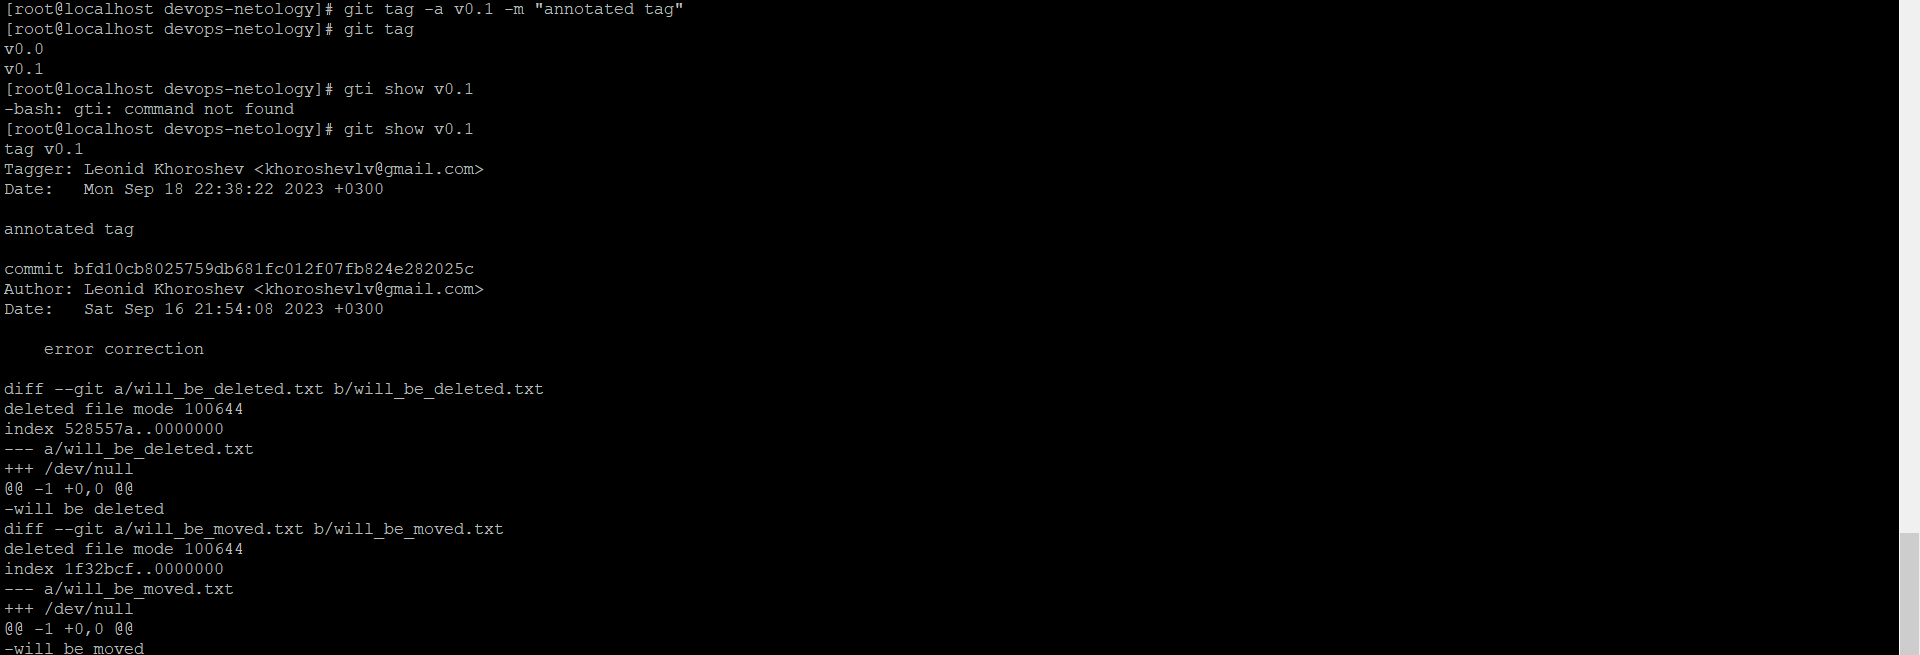 [root@localhost devops-netology]# git tag -a v0.1 -m "annotated tag"
[root@localhost devops-netology]# git tag
v0.0
v0.1
[root@localhost devops-netology]# gti show v0.1
-bash: gti: command not found
[root@localhost devops-netology]# git show v0.1
tag v0.1
Tagger: Leonid Khoroshev <khoroshevlv@gmail.com>
Date:   Mon Sep 18 22:38:22 2023 +0300

annotated tag

commit bfd10cb8025759db681fc012f07fb824e282025c
Author: Leonid Khoroshev <khoroshevlv@gmail.com>
Date:   Sat Sep 16 21:54:08 2023 +0300

    error correction

diff --git a/will_be_deleted.txt b/will_be_deleted.txt
deleted file mode 100644
index 528557a..0000000
--- a/will_be_deleted.txt
+++ /dev/null
@@ -1 +0,0 @@
-will be deleted
diff --git a/will_be_moved.txt b/will_be_moved.txt
deleted file mode 100644
index 1f32bcf..0000000
--- a/will_be_moved.txt
+++ /dev/null
@@ -1 +0,0 @@
-will be moved